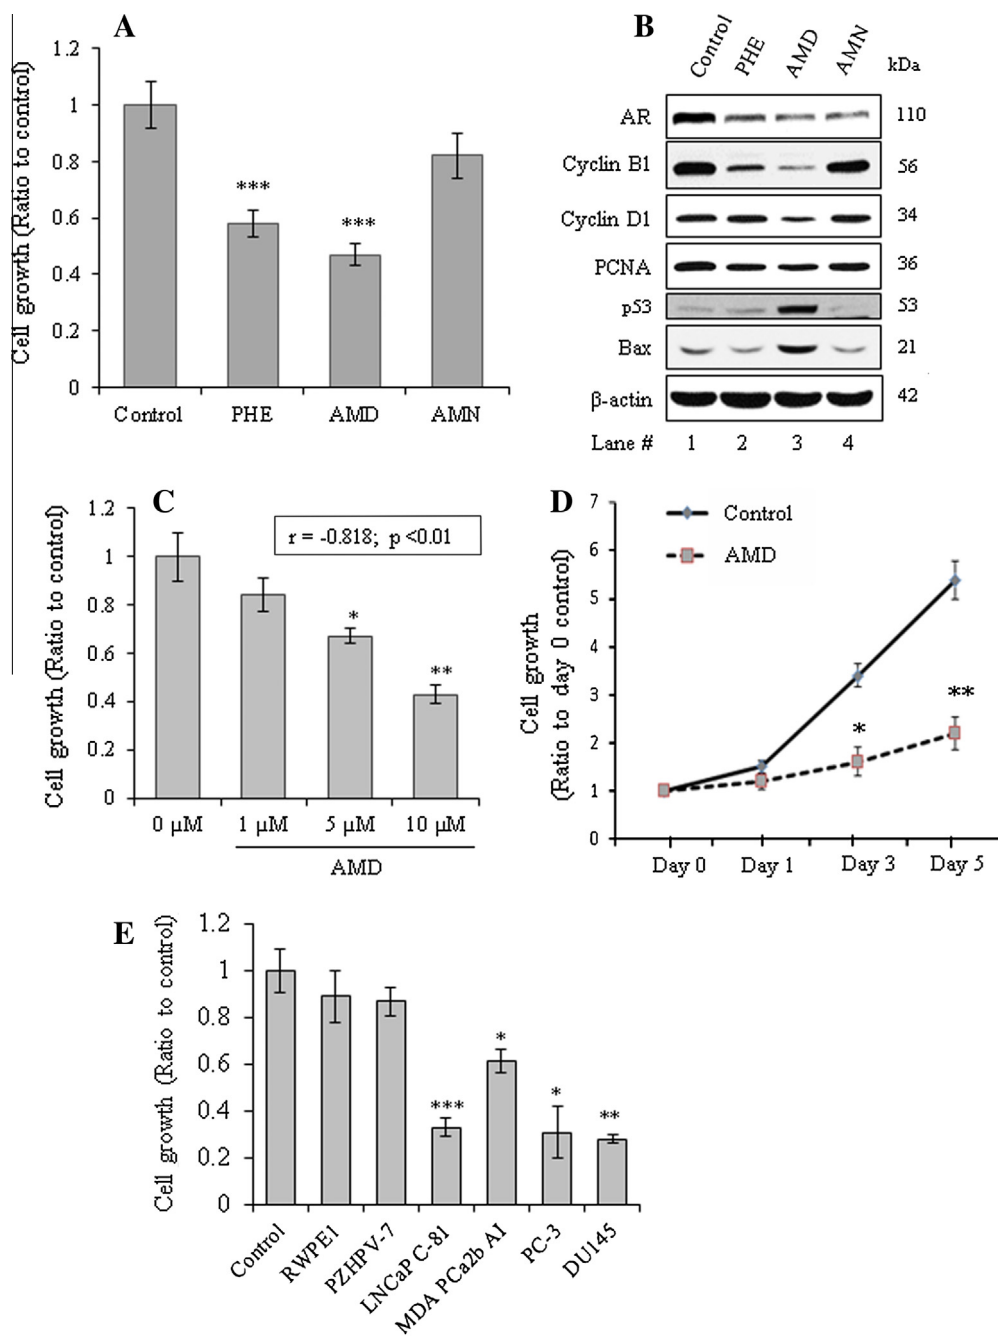 A
Cell growth (Ratio to control)
1.2
1
0.8
0.6
0.4
0.2
0
***
***
Control PHE AMD AMN
B
Control PHE AMD AMN kDa
AR 110
Cyclin B1 56
Cyclin D1 34
PCNA 36
p53 53
Bax 21
β-actin 42
Lane # 1 2 3 4
C
Cell growth (Ratio to control)
1.2
1
0.8
0.6
0.4
0.2
0
r = -0.818; p <0.01
*
**
0 µM 1 µM 5 µM 10 µM
AMD
D
Cell growth
(Ratio to day 0 control)
7
6
5
4
3
2
1
0
Control
AMD
*
**
Day 0 Day 1 Day 3 Day 5
E
Cell growth (Ratio to control)
1.2
1
0.8
0.6
0.4
0.2
0
***
*
*
**
Control RWPE1 PZHPV-7 LNCaP C-81 MDA PCa2b AI PC-3 DU145